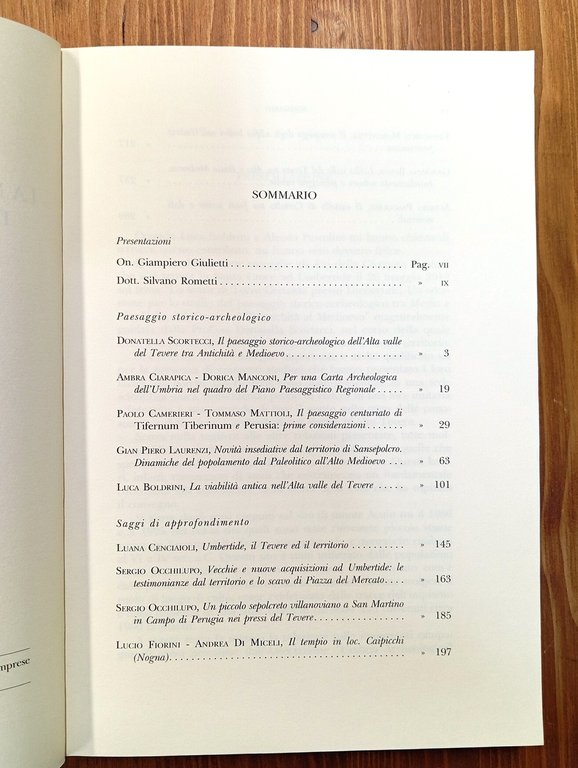 SOMMARIO
Presentazioni
On. Giampiero Giulietti . . . . . . . . . . . . . . . . . . . . . . . . . . . . . . . . Pag. VII
Dott. Silvano Rometti . . . . . . . . . . . . . . . . . . . . . . . . . . . . . . . . . . » IX
Paesaggio storico-archeologico
DONATELLA SCORTECCI, Il paesaggio storico-archeologico dell'Alta valle
del Tevere tra Antichità e Medioevo . . . . . . . . . . . . . . . . . . . . . . » 3
AMBRA CIARAPICA - DORICA MANCONI, Per una Carta Archeologica
dell'Umbria nel quadro del Piano Paesaggistico Regionale . . . . » 19
PAOLO CAMERIERI - TOMMASO MATTIOLI, Il paesaggio centuriato di
Tifernum Tiberinum e Perusia: prime considerazioni . . . . . . . » 29
GIAN PIERO LAURENZI, Novità insediative dal territorio di Sansepolcro.
Dinamiche del popolamento dal Paleolitico all'Alto Medioevo . . . » 63
LUCA BOLDRINI, La viabilità antica nell'Alta valle del Tevere . . . . . » 101
Saggi di approfondimento
LUANA CENCIAIOLI, Umbertide, il Tevere ed il territorio . . . . . . . . . . » 145
SERGIO OCCHILUPO, Vecchie e nuove acquisizioni ad Umbertide: le
testimonianze dal territorio e lo scavo di Piazza del Mercato. . . . » 163
SERGIO OCCHILUPO, Un piccolo sepolcreto villanoviano a San Martino
in Campo di Perugia nei pressi del Tevere. . . . . . . . . . . . . . . . . » 185
LUCIO FIORINI - ANDREA DI MICELI, Il tempio in loc. Caipicchi
(Nogna). . . . . . . . . . . . . . . . . . . . . . . . . . . . . . . . . . . . . . . . . . . » 197
mprese